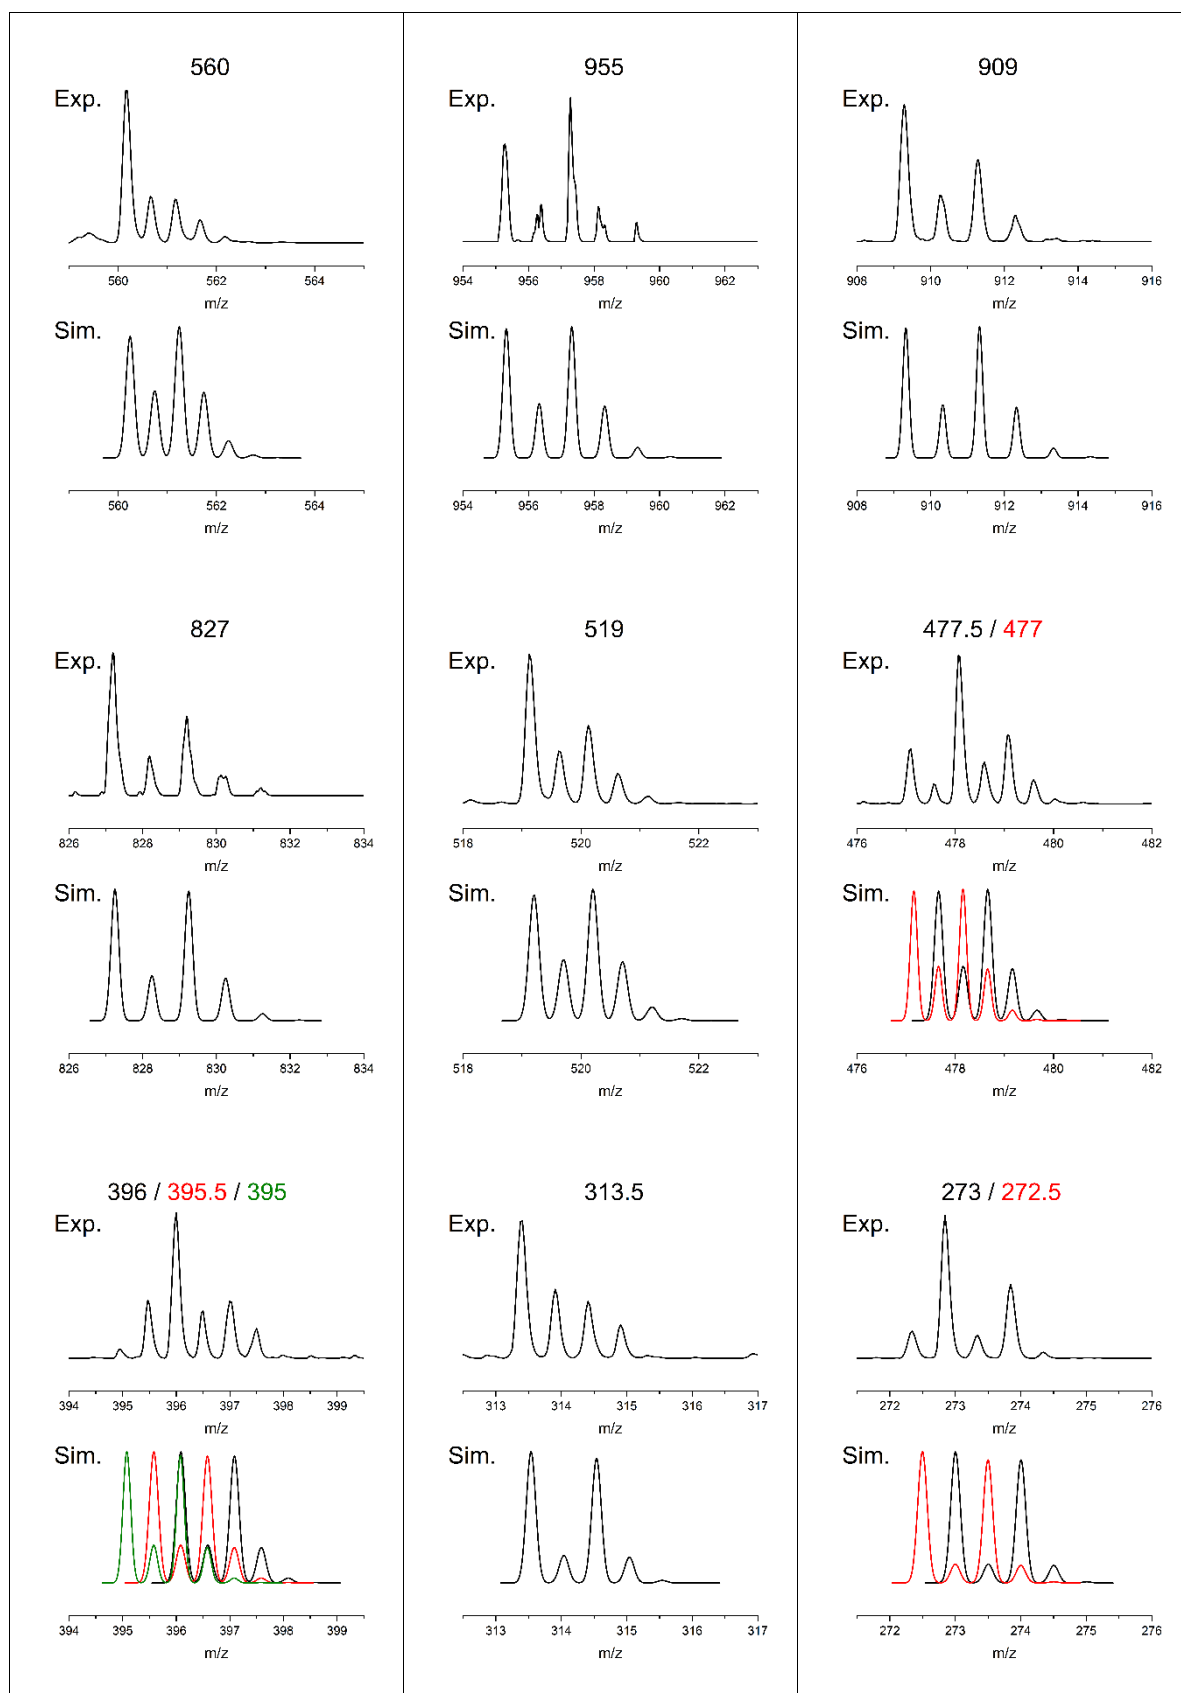 560
Exp.
560 562 564
m/z
Sim.
560 562 564
m/z
955
Exp.
954 956 958 960 962
m/z
Sim.
954 956 958 960 962
m/z
909
Exp.
908 910 912 914 916
m/z
Sim.
908 910 912 914 916
m/z
827
Exp.
826 828 830 832 834
m/z
Sim.
826 828 830 832 834
m/z
519
Exp.
518 520 522
m/z
Sim.
518 520 522
m/z
477.5 / 477
Exp.
476 478 480 482
m/z
Sim.
476 478 480 482
m/z
396 / 395.5 / 395
Exp.
394 395 396 397 398 399
m/z
Sim.
394 395 396 397 398 399
m/z
313.5
Exp.
313 314 315 316 317
m/z
Sim.
313 314 315 316 317
m/z
273 / 272.5
Exp.
272 273 274 275 276
m/z
Sim.
272 273 274 275 276
m/z